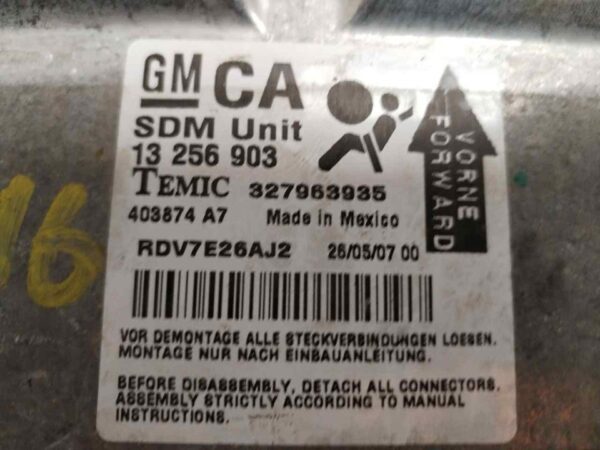 GM CA
SDM Unit
13 256 903
TEMIC 327963935
403874 A7 Made in Mexico
RDV7E26AJ2 26/05/07 00
VORNE
FORWARD
VOR DEMONTAGE ALLE STECKVERBINDUNGEN LOESEN.
MONTAGE NUR NACH EINBAUANLEITUNG.
BEFORE DISASSEMBLY, DETACH ALL CONNECTORS.
ASSEMBLY STRICTLY ACCORDING TO MANUAL
INSTRUCTIONS.
16